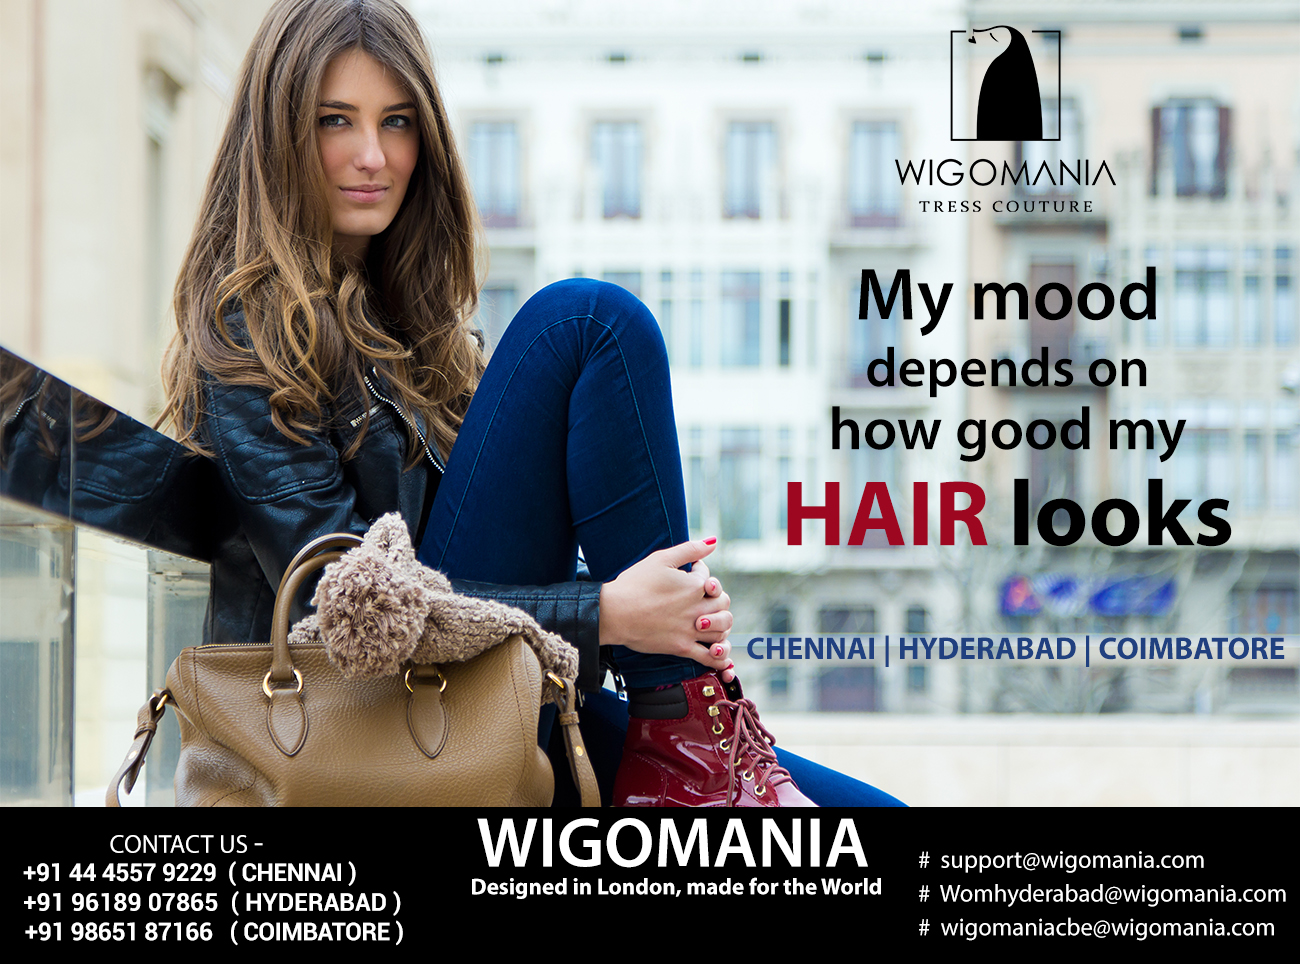 WIGOMANIA
TRESS COUTURE
My mood
depends on
how good my
HAIR looks
CHENNAI | HYDERABAD | COIMBATORE
CONTACT US -
+91 44 4557 9229 ( CHENNAI )
+91 96189 07865 ( HYDERABAD )
+91 98651 87166 ( COIMBATORE )
WIGOMANIA
Designed in London, made for the World
# support@wigomania.com
# Womhyderabad@wigomania.com
# wigomaniacbe@wigomania.com